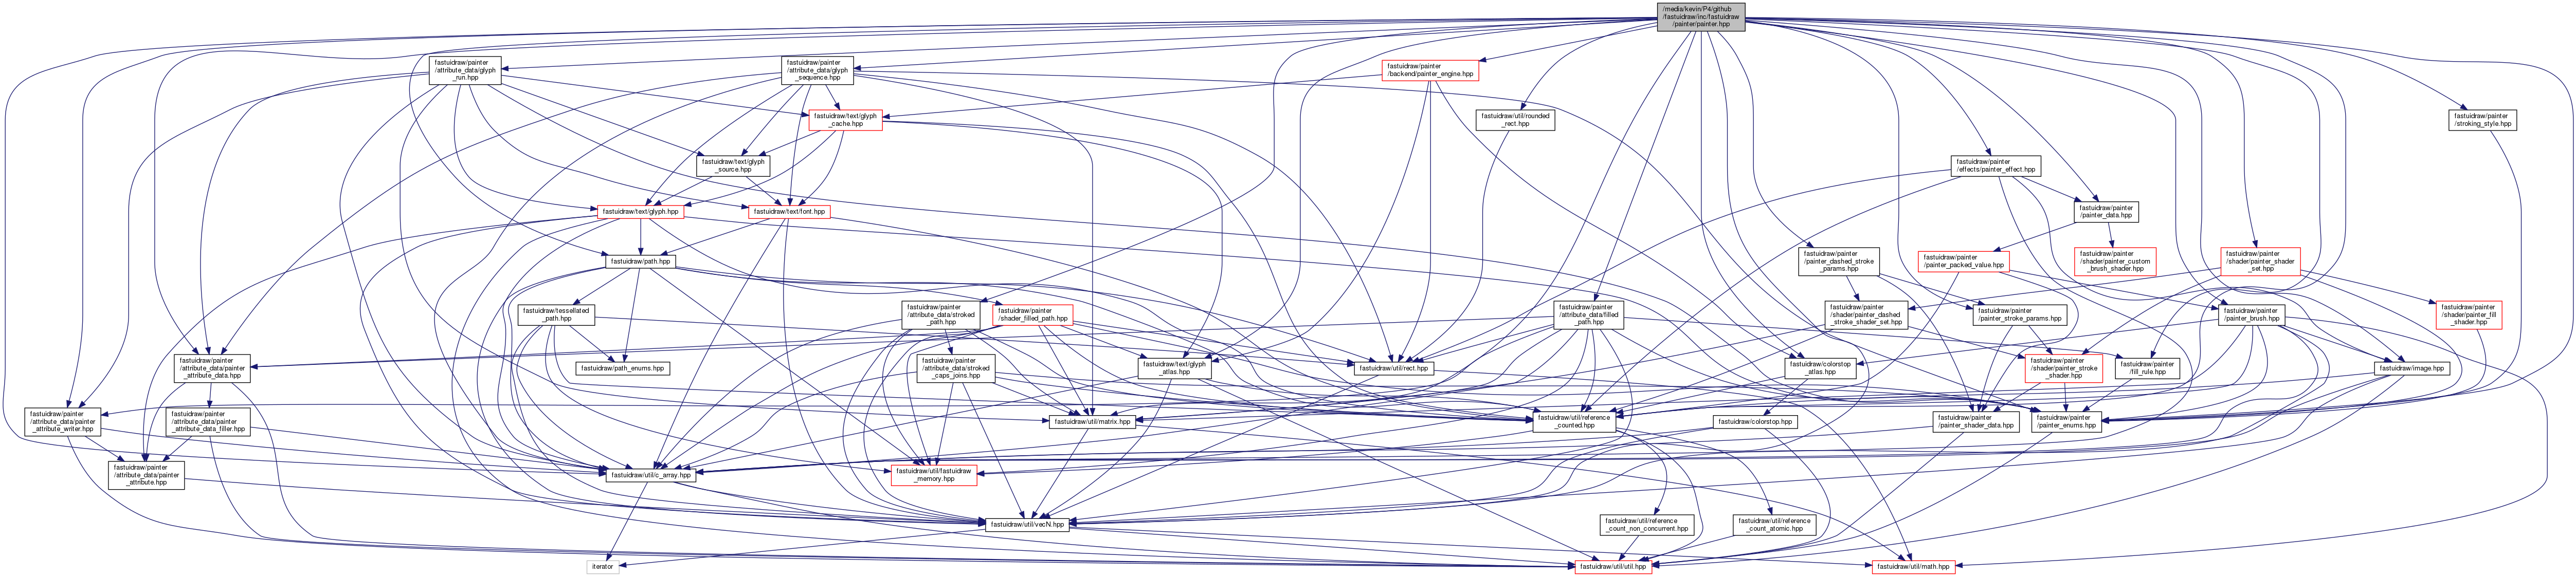 /media/kevin/P4/github
/fastuidraw/inc/fastuidraw
/painter/painter.hpp
fastuidraw/painter
/attribute_data/glyph
_run.hpp
fastuidraw/painter
/attribute_data/glyph
_sequence.hpp
fastuidraw/painter
/backend/painter_engine.hpp
fastuidraw/text/glyph
_cache.hpp
fastuidraw/util/rounded
_rect.hpp
fastuidraw/painter
/stroking_style.hpp
fastuidraw/text/glyph
_source.hpp
fastuidraw/painter
/effects/painter_effect.hpp
fastuidraw/text/glyph.hpp
fastuidraw/text/font.hpp
fastuidraw/painter
/painter_data.hpp
fastuidraw/path.hpp
fastuidraw/painter
/painter_dashed_stroke
_params.hpp
fastuidraw/painter
/painter_packed_value.hpp
fastuidraw/painter
/shader/painter_custom
_brush_shader.hpp
fastuidraw/painter
/shader/painter_shader
_set.hpp
fastuidraw/tessellated
_path.hpp
fastuidraw/painter
/attribute_data/stroked
_path.hpp
fastuidraw/painter
/shader_filled_path.hpp
fastuidraw/painter
/attribute_data/filled
_path.hpp
fastuidraw/painter
/shader/painter_dashed
_stroke_shader_set.hpp
fastuidraw/painter
/painter_stroke_params.hpp
fastuidraw/painter
/painter_brush.hpp
fastuidraw/painter
/shader/painter_fill
_shader.hpp
fastuidraw/painter
/attribute_data/painter
_attribute_data.hpp
fastuidraw/path_enums.hpp
fastuidraw/painter
/attribute_data/stroked
_caps_joins.hpp
fastuidraw/text/glyph
_atlas.hpp
fastuidraw/util/rect.hpp
fastuidraw/colorstop
_atlas.hpp
fastuidraw/painter
/shader/painter_stroke
_shader.hpp
fastuidraw/painter
/fill_rule.hpp
fastuidraw/image.hpp
fastuidraw/painter
/attribute_data/painter
_attribute_writer.hpp
fastuidraw/painter
/attribute_data/painter
_attribute_data_filler.hpp
fastuidraw/util/matrix.hpp
fastuidraw/util/reference
_counted.hpp
fastuidraw/colorstop.hpp
fastuidraw/painter
/painter_shader_data.hpp
fastuidraw/painter
/painter_enums.hpp
fastuidraw/painter
/attribute_data/painter
_attribute.hpp
fastuidraw/util/c_array.hpp
fastuidraw/util/fastuidraw
_memory.hpp
fastuidraw/util/vecN.hpp
fastuidraw/util/reference
_count_non_concurrent.hpp
fastuidraw/util/reference
_count_atomic.hpp
iterator
fastuidraw/util/util.hpp
fastuidraw/util/math.hpp